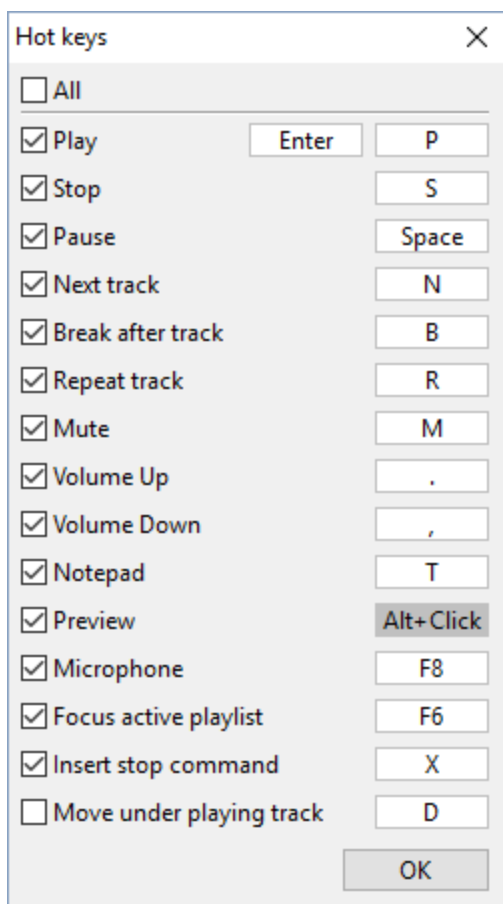 Hot keys
All
Play Enter P
Stop S
Pause Space
Next track N
Break after track B
Repeat track R
Mute M
Volume Up .
Volume Down ,
Notepad T
Preview Alt+Click
Microphone F8
Focus active playlist F6
Insert stop command X
Move under playing track D
OK